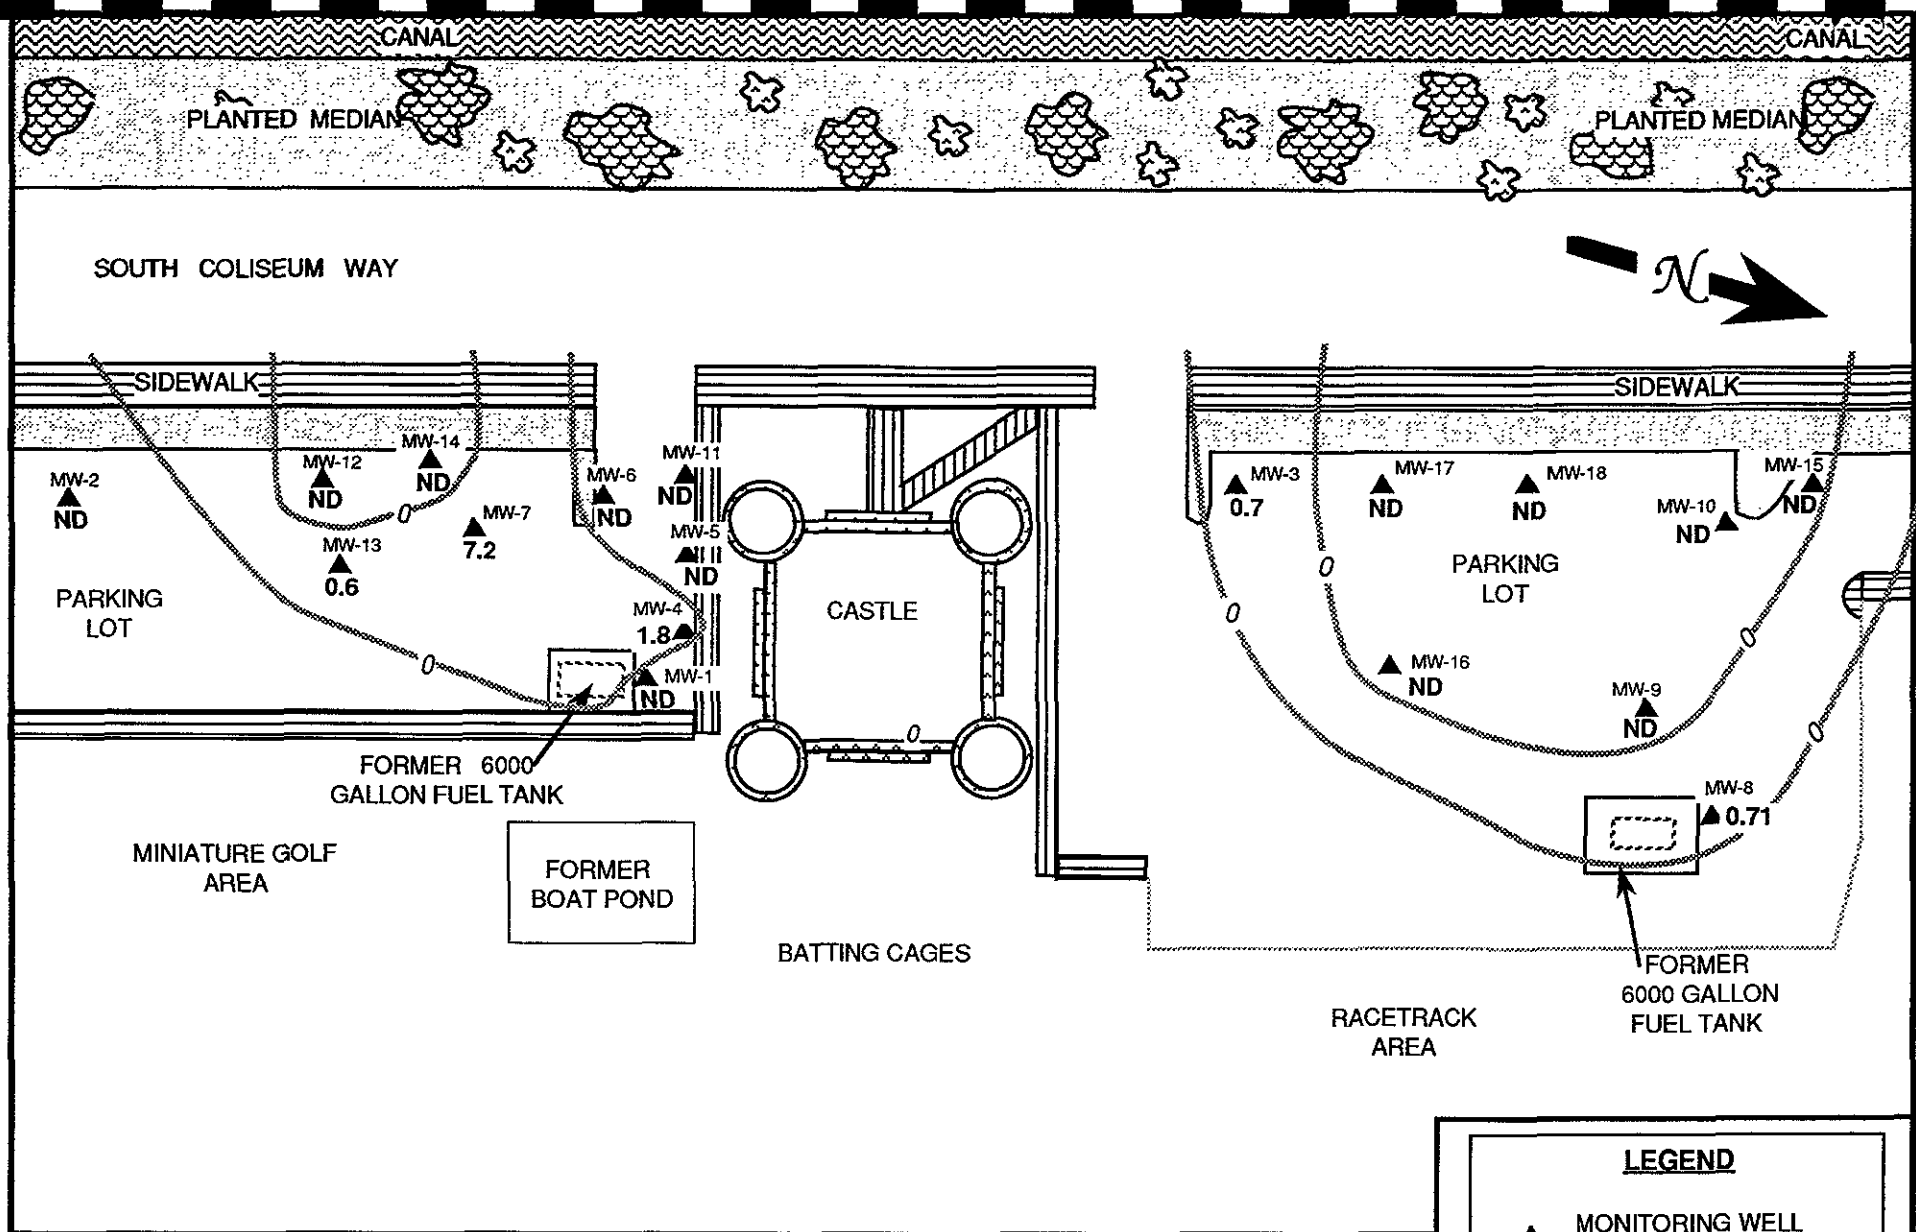 CANAL
CANAL
PLANTED MEDIAN
PLANTED MEDIAN
SOUTH COLISEUM WAY
N
SIDEWALK
SIDEWALK
MW-2
ND
MW-12
ND
MW-14
ND
0
MW-7
7.2
MW-13
0.6
MW-6
ND
MW-11
ND
MW-5
ND
MW-4
1.8
MW-1
ND
PARKING
LOT
0
CASTLE
0
MW-3
0.7
MW-17
ND
MW-18
ND
MW-10
ND
MW-15
ND
PARKING
LOT
0
0
MW-16
ND
MW-9
ND
0
0
MW-8
0.71
FORMER 6000
GALLON FUEL TANK
MINIATURE GOLF
AREA
FORMER
BOAT POND
BATTING CAGES
FORMER
6000 GALLON
FUEL TANK
RACETRACK
AREA
LEGEND
MONITORING WELL